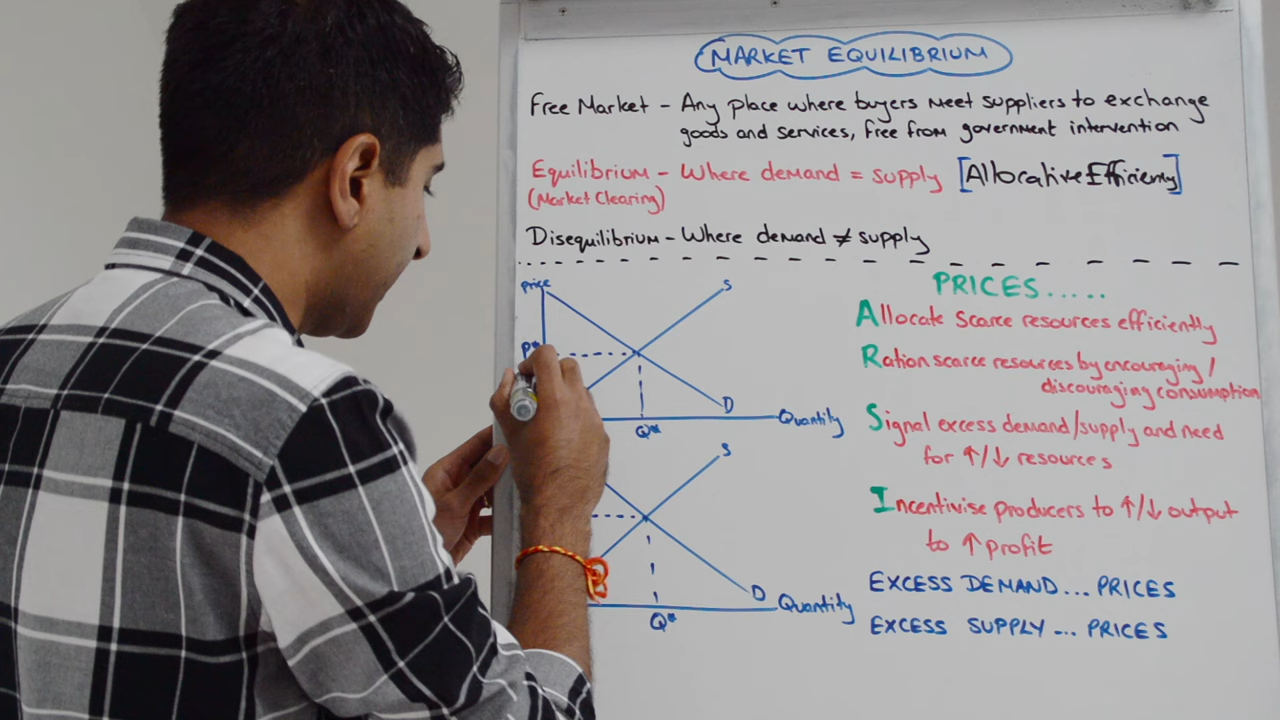 MARKET EQUILIBRIUM
Free Market - Any place where buyers meet suppliers to exchange
goods and services, free from government intervention
Equilibrium - Where demand = supply [Allocative Efficiency]
(Market Clearing)
Disequilibrium - Where demand ≠ supply
Price
S
P*
D
Quantity
Q*
S
D
Quantity
Q*
PRICES.....
Allocate scarce resources efficiently
Ration scarce resources by encouraging /
discouraging consumption
Signal excess demand/supply and need
for ↑/↓ resources
Incentivise producers to ↑/↓ output
to ↑ profit
EXCESS DEMAND... PRICES
EXCESS SUPPLY... PRICES